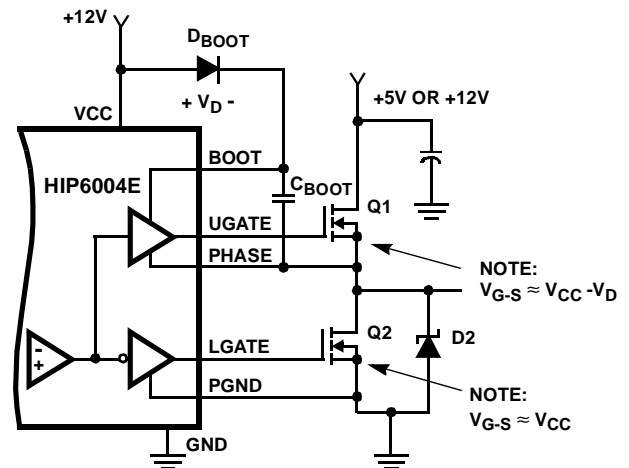 +12V
DBOOT
+ VD -
VCC
+5V OR +12V
BOOT
HIP6004E
CBOOT
Q1
UGATE
PHASE
NOTE:
VG-S ≈ VCC -VD
-
+
Q2
D2
LGATE
PGND
NOTE:
VG-S ≈ VCC
GND